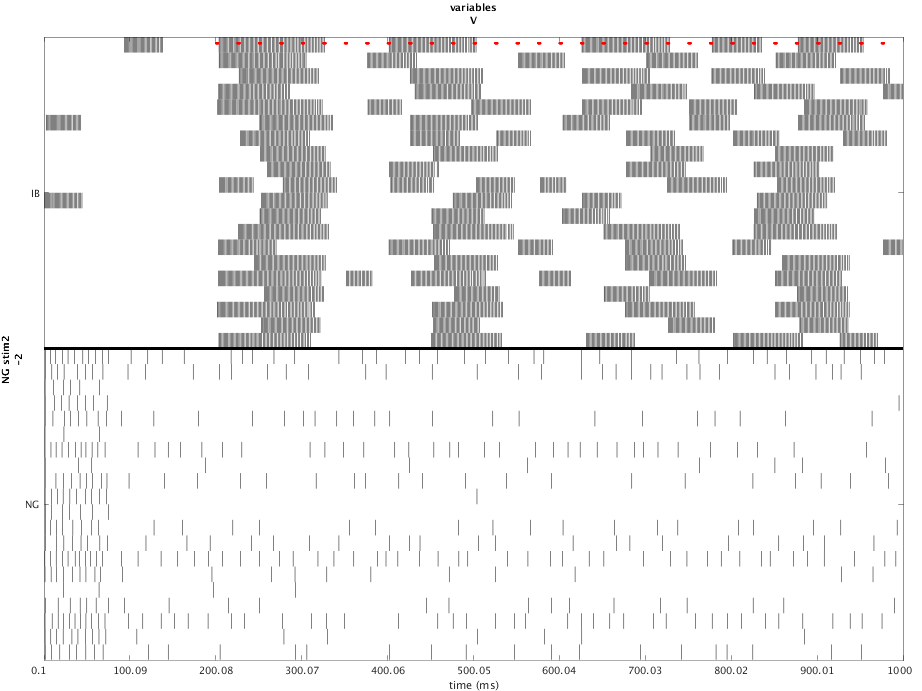 variables
V
IB
NG stim2
-2
NG
0.1
100.09
200.08
300.07
400.06
500.05
600.04
700.03
800.02
900.01
1000
time (ms)